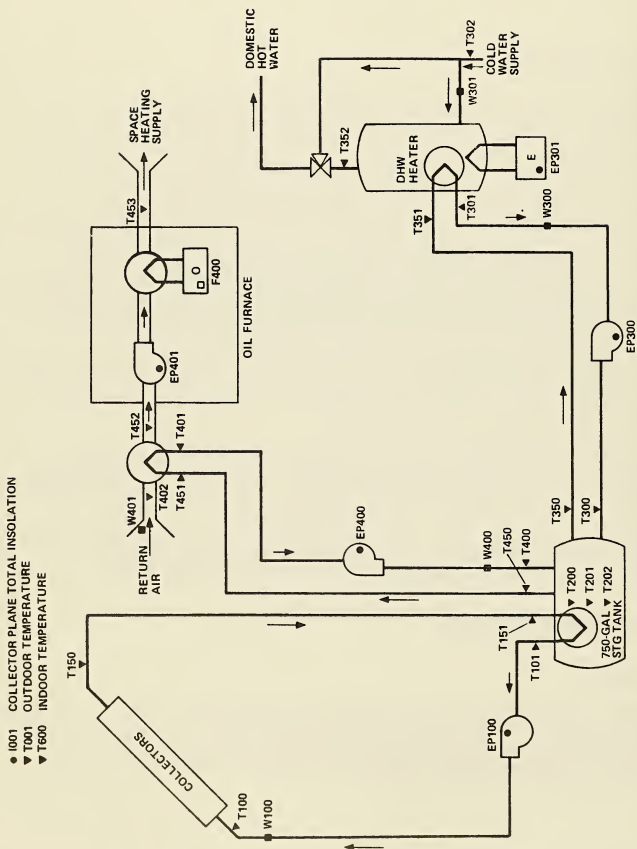 ● I001 COLLECTOR PLANE TOTAL INSOLATION
▼ T001 OUTDOOR TEMPERATURE
▼ T600 INDOOR TEMPERATURE
T150
COLLECTORS
T100
W100
EP100
T101
T151
T200
T201
T202
750-GAL
STG TANK
T450
T400
W400
EP400
RETURN
AIR
W401
T402
T451
T452
T401
EP401
F400
O
OIL FURNACE
T453
SPACE
HEATING
SUPPLY
T350
T300
EP300
W300
T351
T301
DHW
HEATER
E
EP301
T352
DOMESTIC
HOT
WATER
W301
T302
COLD
WATER
SUPPLY